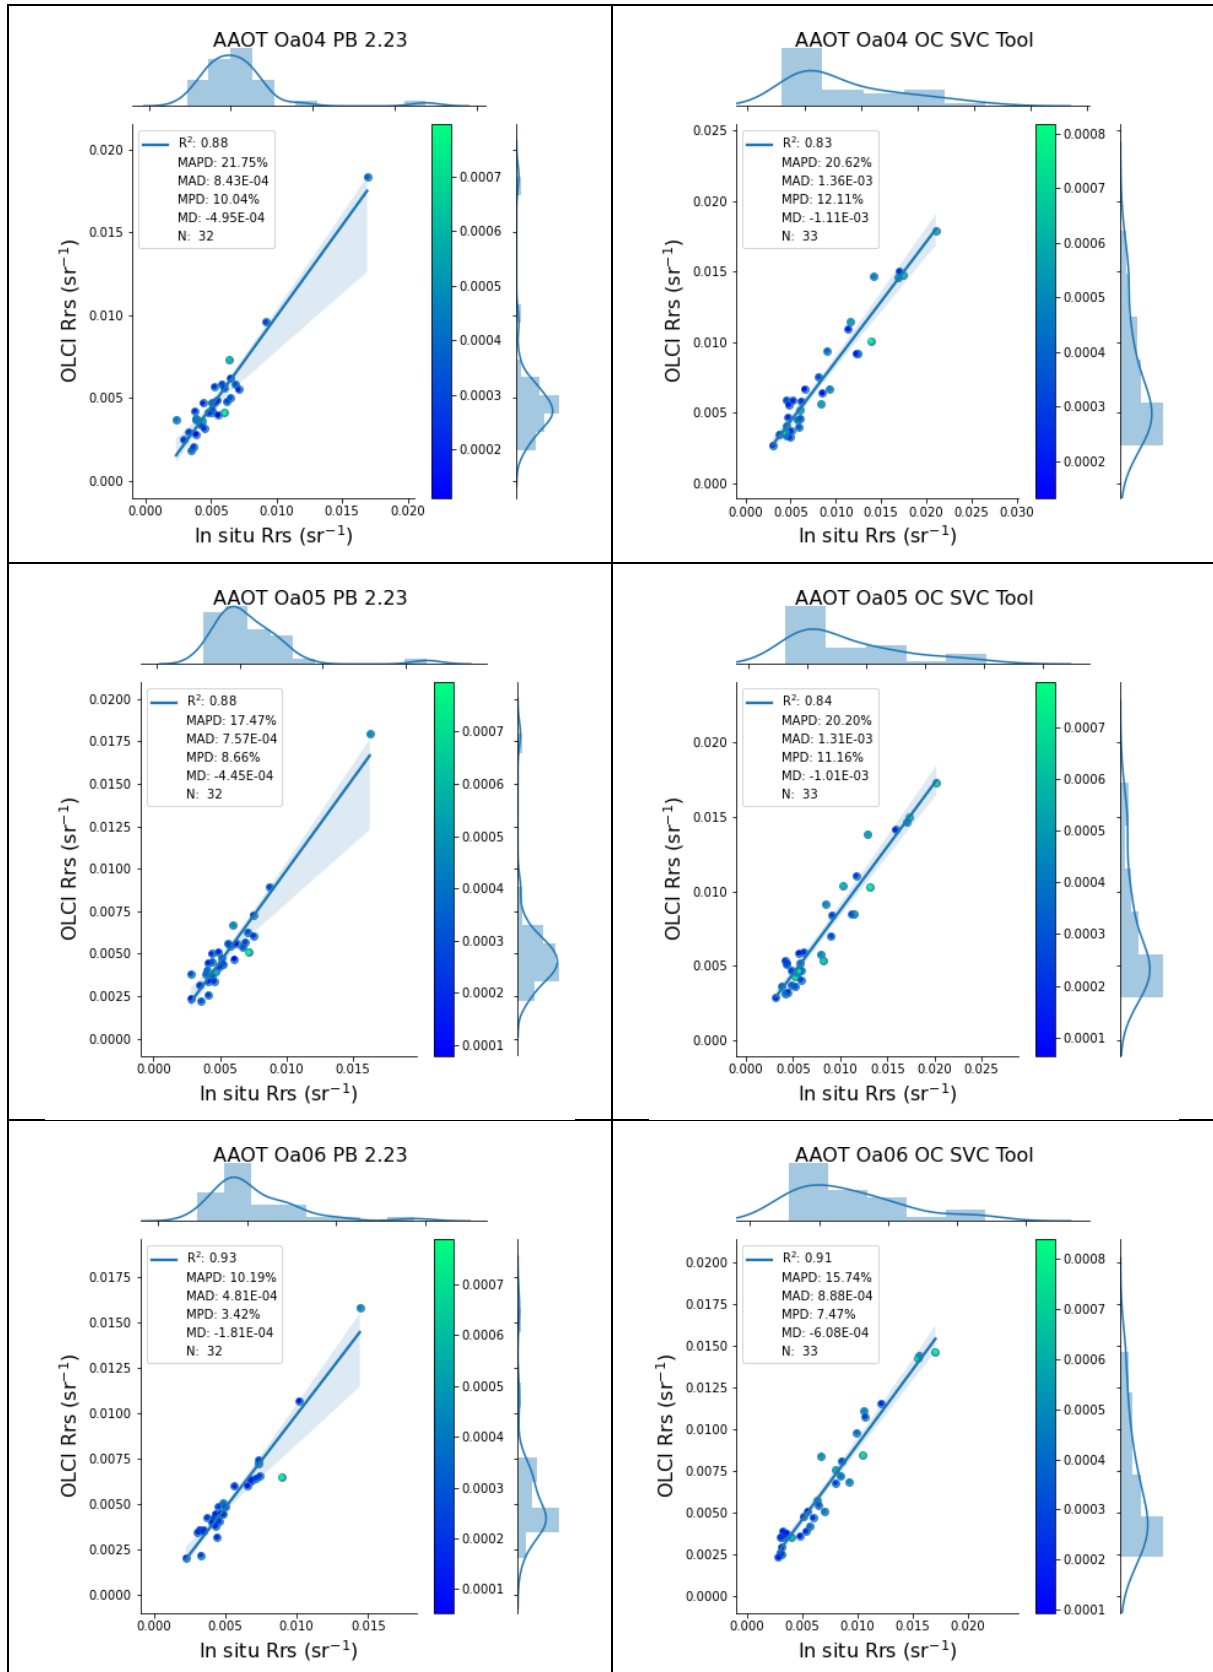 AAOT Oa04 PB 2.23
R²: 0.88
MAPD: 21.75%
MAD: 8.43E-04
MPD: 10.04%
MD: -4.95E-04
N: 32
0.020
0.015
0.010
0.005
0.000
OLCI Rrs (sr⁻¹)
0.000 0.005 0.010 0.015 0.020
In situ Rrs (sr⁻¹)
0.0007
0.0006
0.0005
0.0004
0.0003
0.0002
AAOT Oa04 OC SVC Tool
R²: 0.83
MAPD: 20.62%
MAD: 1.36E-03
MPD: 12.11%
MD: -1.11E-03
N: 33
0.025
0.020
0.015
0.010
0.005
0.000
OLCI Rrs (sr⁻¹)
0.000 0.005 0.010 0.015 0.020 0.025 0.030
In situ Rrs (sr⁻¹)
0.0008
0.0007
0.0006
0.0005
0.0004
0.0003
0.0002
AAOT Oa05 PB 2.23
R²: 0.88
MAPD: 17.47%
MAD: 7.57E-04
MPD: 8.66%
MD: -4.45E-04
N: 32
0.0200
0.0175
0.0150
0.0125
0.0100
0.0075
0.0050
0.0025
0.0000
OLCI Rrs (sr⁻¹)
0.000 0.005 0.010 0.015
In situ Rrs (sr⁻¹)
0.0007
0.0006
0.0005
0.0004
0.0003
0.0002
0.0001
AAOT Oa05 OC SVC Tool
R²: 0.84
MAPD: 20.20%
MAD: 1.31E-03
MPD: 11.16%
MD: -1.01E-03
N: 33
0.020
0.015
0.010
0.005
0.000
OLCI Rrs (sr⁻¹)
0.000 0.005 0.010 0.015 0.020 0.025
In situ Rrs (sr⁻¹)
0.0007
0.0006
0.0005
0.0004
0.0003
0.0002
0.0001
AAOT Oa06 PB 2.23
R²: 0.93
MAPD: 10.19%
MAD: 4.81E-04
MPD: 3.42%
MD: -1.81E-04
N: 32
0.0175
0.0150
0.0125
0.0100
0.0075
0.0050
0.0025
0.0000
OLCI Rrs (sr⁻¹)
0.000 0.005 0.010 0.015
In situ Rrs (sr⁻¹)
0.0007
0.0006
0.0005
0.0004
0.0003
0.0002
0.0001
AAOT Oa06 OC SVC Tool
R²: 0.91
MAPD: 15.74%
MAD: 8.88E-04
MPD: 7.47%
MD: -6.08E-04
N: 33
0.0200
0.0175
0.0150
0.0125
0.0100
0.0075
0.0050
0.0025
0.0000
OLCI Rrs (sr⁻¹)
0.000 0.005 0.010 0.015 0.020
In situ Rrs (sr⁻¹)
0.0008
0.0007
0.0006
0.0005
0.0004
0.0003
0.0002
0.0001